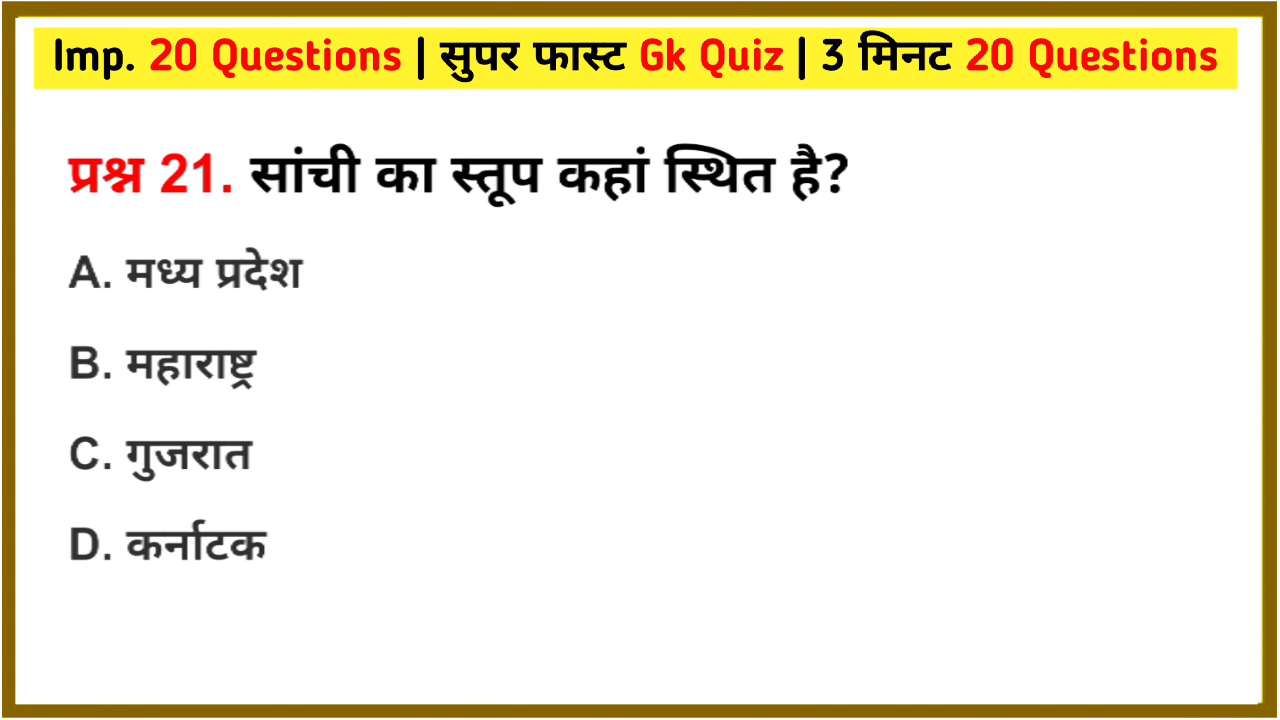 Imp. 20 Questions | सुपर फास्ट Gk Quiz | 3 मिनट 20 Questions
प्रश्न 21. सांची का स्तूप कहां स्थित है?
A. मध्य प्रदेश
B. महाराष्ट्र
C. गुजरात
D. कर्नाटक